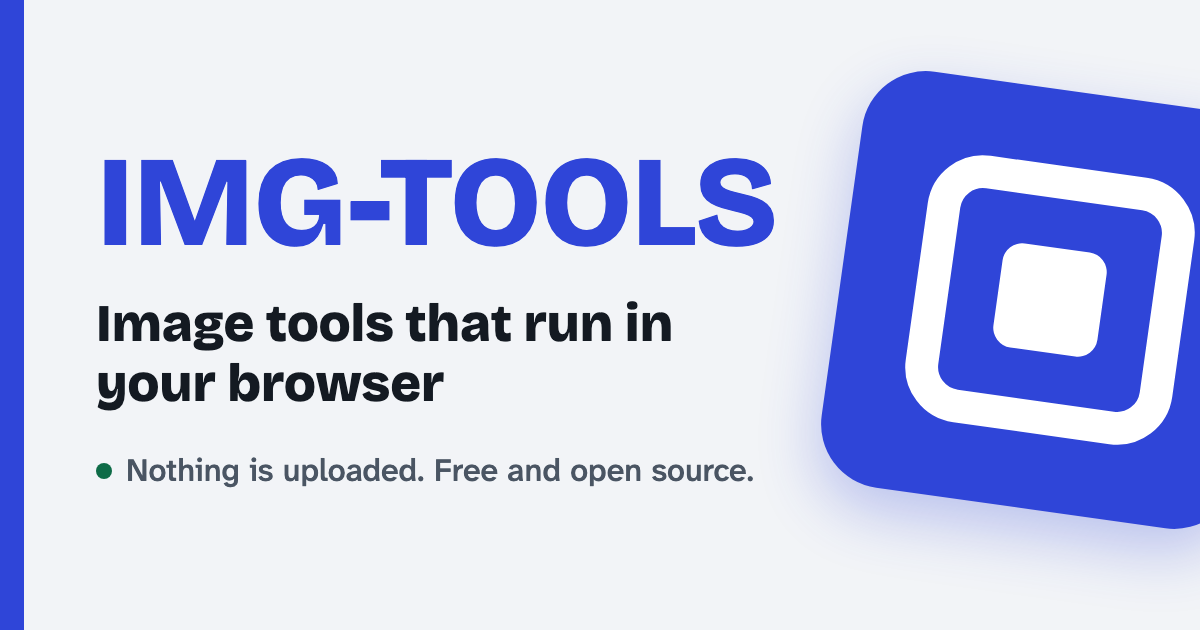 IMG-TOOLS
Image tools that run in
your browser
Nothing is uploaded. Free and open source.